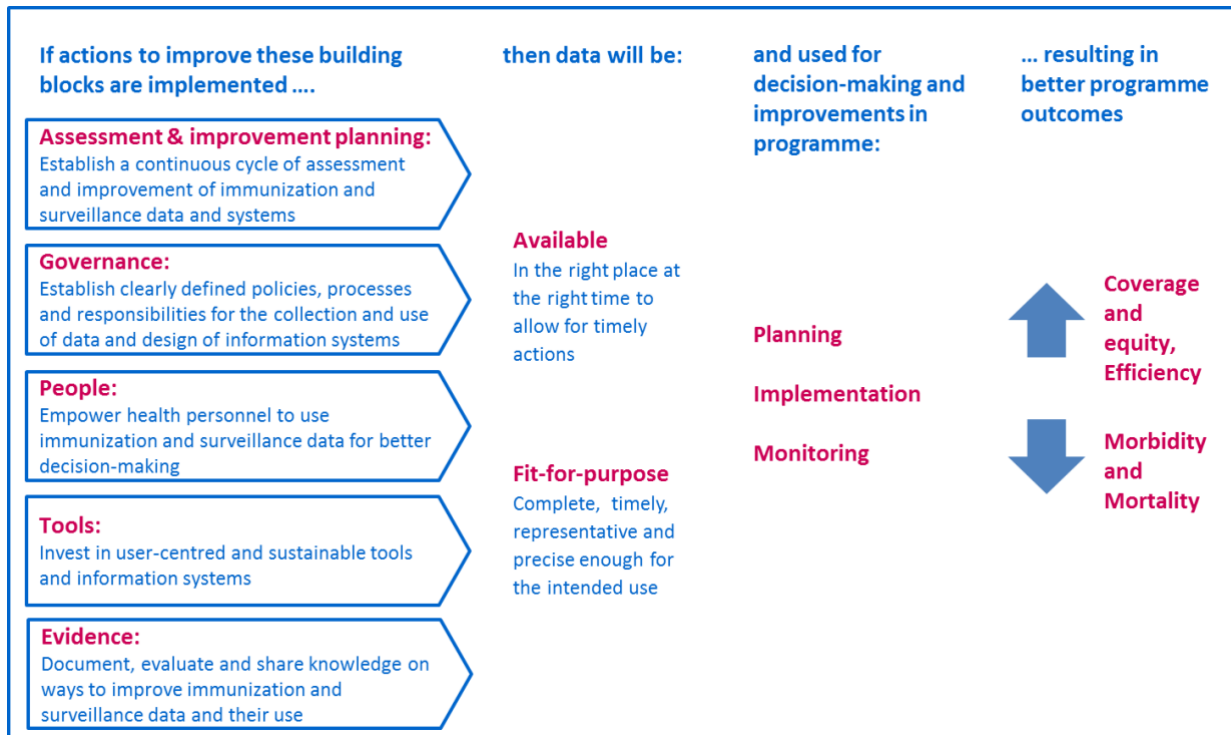 If actions to improve these building
blocks are implemented ....
Assessment & improvement planning:
Establish a continuous cycle of assessment
and improvement of immunization and
surveillance data and systems
Governance:
Establish clearly defined policies, processes
and responsibilities for the collection and use
of data and design of information systems
People:
Empower health personnel to use
immunization and surveillance data for better
decision-making
Tools:
Invest in user-centred and sustainable tools
and information systems
Evidence:
Document, evaluate and share knowledge on
ways to improve immunization and
surveillance data and their use
then data will be:
Available
In the right place at
the right time to
allow for timely
actions
Fit-for-purpose
Complete, timely,
representative and
precise enough for
the intended use
and used for
decision-making and
improvements in
programme:
Planning
Implementation
Monitoring
... resulting in
better programme
outcomes
Coverage
and
equity,
Efficiency
Morbidity
and
Mortality